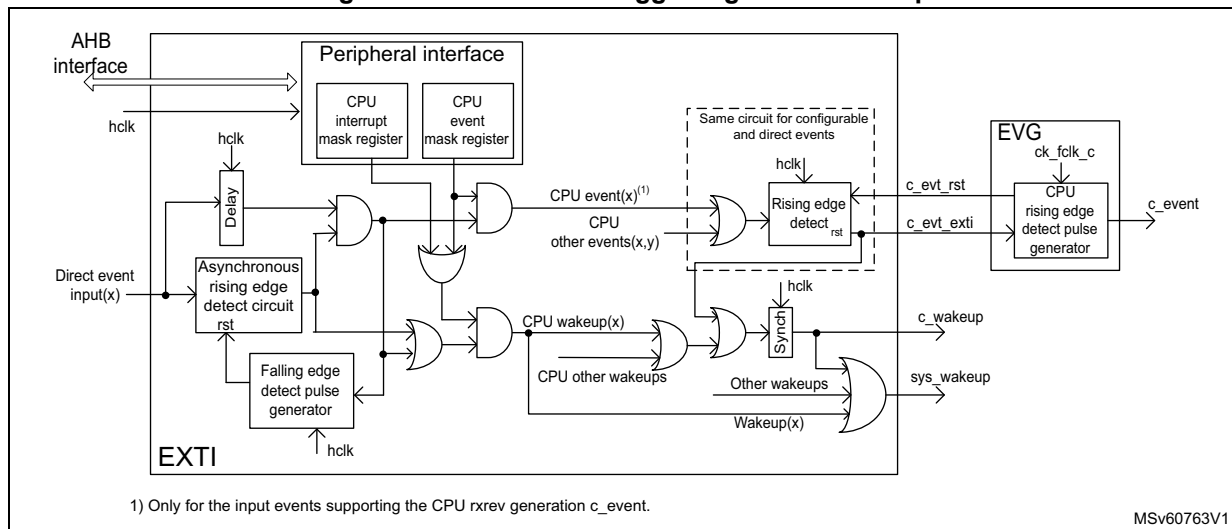 AHB
interface
Peripheral interface
CPU
interrupt
mask register
CPU
event
mask register
hclk
hclk
Delay
Same circuit for configurable
and direct events
hclk
Rising edge
detect
rst
EVG
ck_fclk_c
CPU
rising edge
detect pulse
generator
c_evt_rst
c_evt_exti
c_event
CPU event(x)(1)
CPU
other events(x,y)
Direct event
input(x)
Asynchronous
rising edge
detect circuit
rst
Falling edge
detect pulse
generator
hclk
CPU wakeup(x)
CPU other wakeups
hclk
Synch
c_wakeup
Other wakeups
sys_wakeup
Wakeup(x)
EXTI
1) Only for the input events supporting the CPU rxrev generation c_event.
MSv60763V1